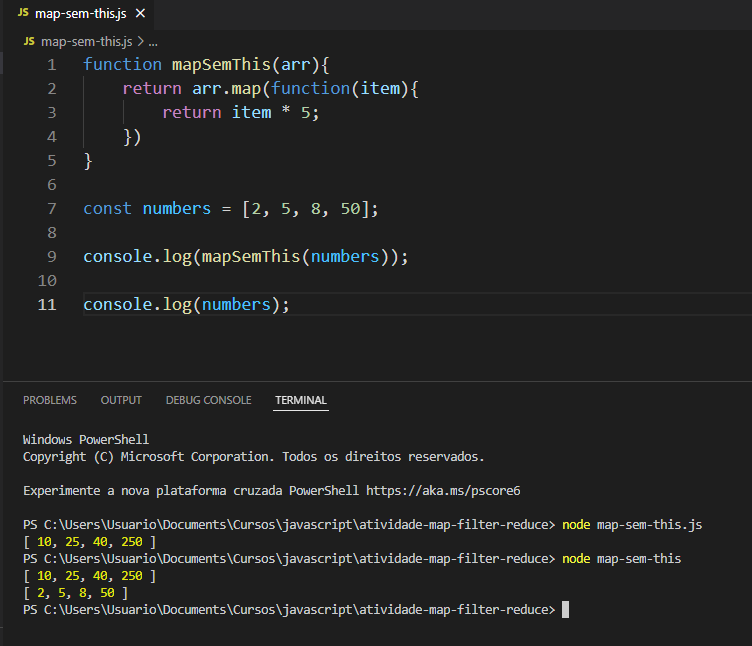 JS map-sem-this.js ×
JS map-sem-this.js > ...
1 function mapSemThis(arr){
2     return arr.map(function(item){
3         return item * 5;
4     })
5 }
6
7 const numbers = [2, 5, 8, 50];
8
9 console.log(mapSemThis(numbers));
10
11 console.log(numbers);
PROBLEMS OUTPUT DEBUG CONSOLE TERMINAL
Windows PowerShell
Copyright (C) Microsoft Corporation. Todos os direitos reservados.
Experimente a nova plataforma cruzada PowerShell https://aka.ms/pscore6
PS C:\Users\Usuario\Documents\Cursos\javascript\atividade-map-filter-reduce> node map-sem-this.js
[ 10, 25, 40, 250 ]
PS C:\Users\Usuario\Documents\Cursos\javascript\atividade-map-filter-reduce> node map-sem-this
[ 10, 25, 40, 250 ]
[ 2, 5, 8, 50 ]
PS C:\Users\Usuario\Documents\Cursos\javascript\atividade-map-filter-reduce>